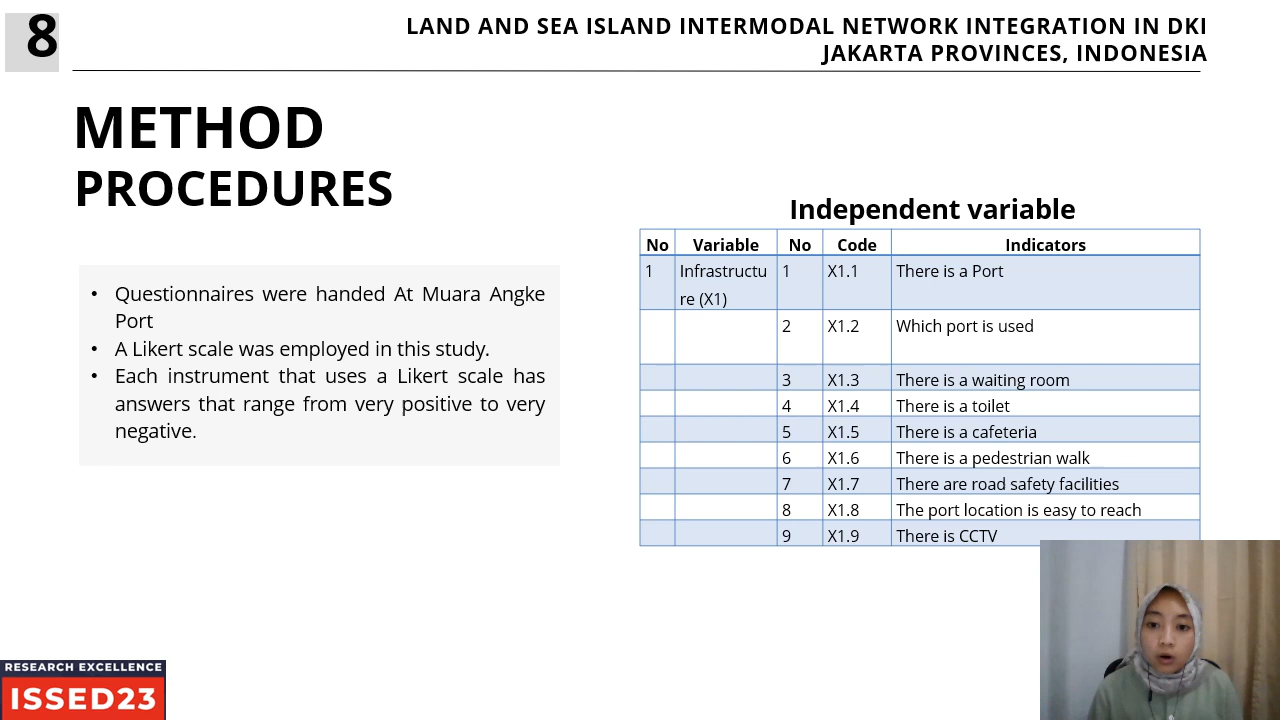 8
LAND AND SEA ISLAND INTERMODAL NETWORK INTEGRATION IN DKI
JAKARTA PROVINCES, INDONESIA
METHOD
PROCEDURES
• Questionnaires were handed At Muara Angke
Port
• A Likert scale was employed in this study.
• Each instrument that uses a Likert scale has
answers that range from very positive to very
negative.
Independent variable
No Variable No Code Indicators
1 Infrastructu 1 X1.1 There is a Port
re (X1)
2 X1.2 Which port is used
3 X1.3 There is a waiting room
4 X1.4 There is a toilet
5 X1.5 There is a cafeteria
6 X1.6 There is a pedestrian walk
7 X1.7 There are road safety facilities
8 X1.8 The port location is easy to reach
9 X1.9 There is CCTV
RESEARCH EXCELLENCE
ISSED23